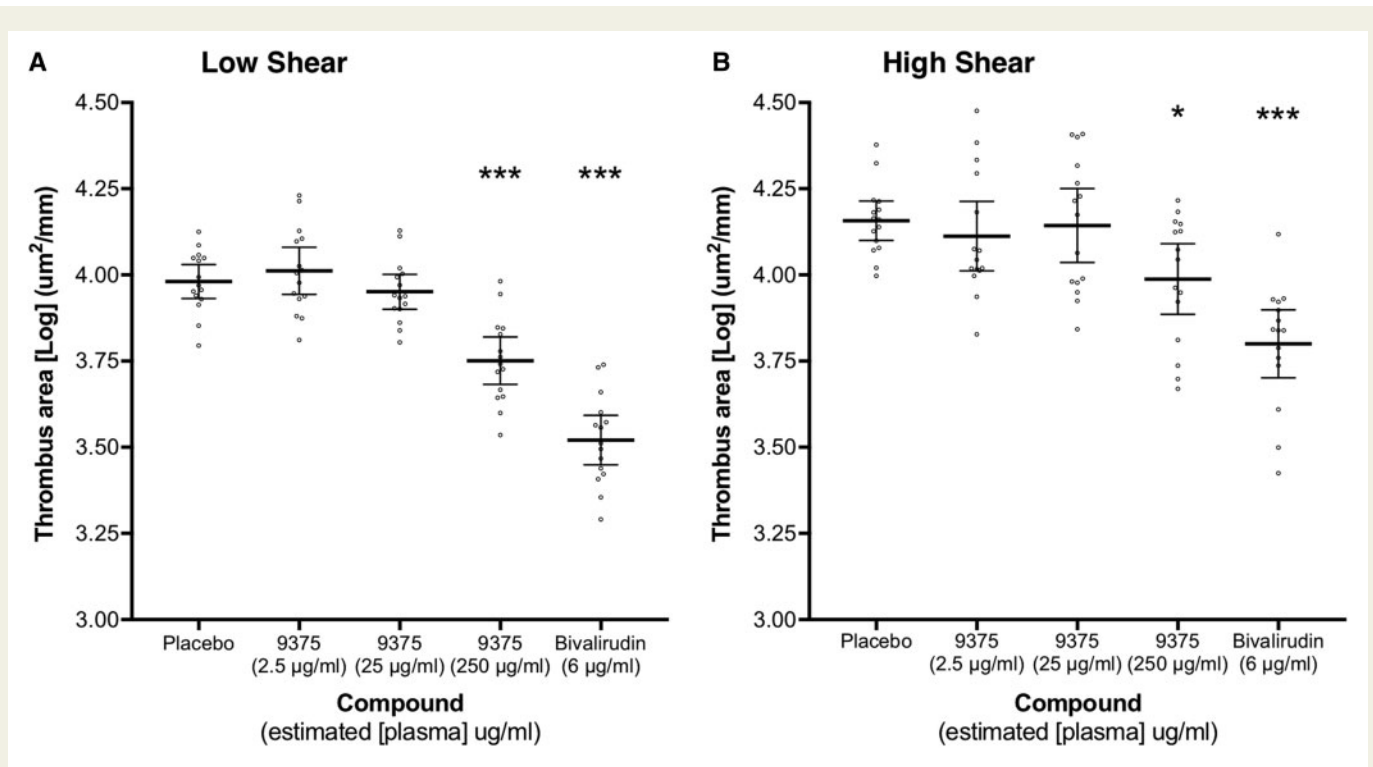 A
Low Shear
Thrombus area [Log] (um²/mm)
4.50
4.25
4.00
3.75
3.50
3.25
3.00
***
***
Placebo
9375
(2.5 µg/ml)
9375
(25 µg/ml)
9375
(250 µg/ml)
Bivalirudin
(6 µg/ml)
Compound
(estimated [plasma] ug/ml)
B
High Shear
Thrombus area [Log] (um²/mm)
4.50
4.25
4.00
3.75
3.50
3.25
3.00
*
***
Placebo
9375
(2.5 µg/ml)
9375
(25 µg/ml)
9375
(250 µg/ml)
Bivalirudin
(6 µg/ml)
Compound
(estimated [plasma] ug/ml)